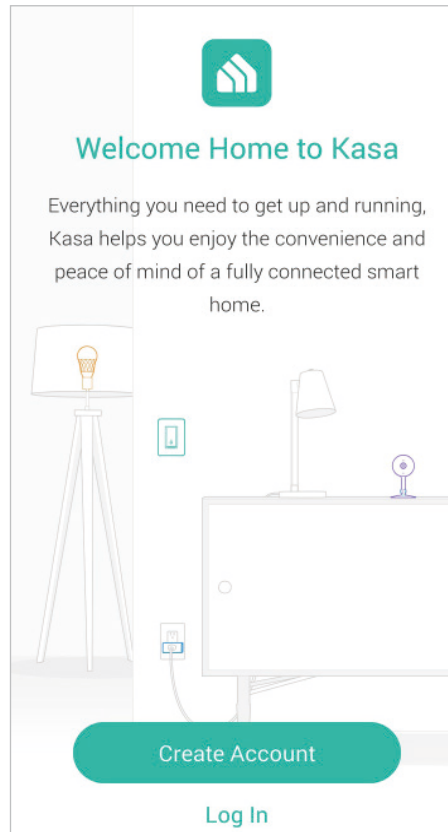 Welcome Home to Kasa
Everything you need to get up and running,
Kasa helps you enjoy the convenience and
peace of mind of a fully connected smart
home.
Create Account
Log In